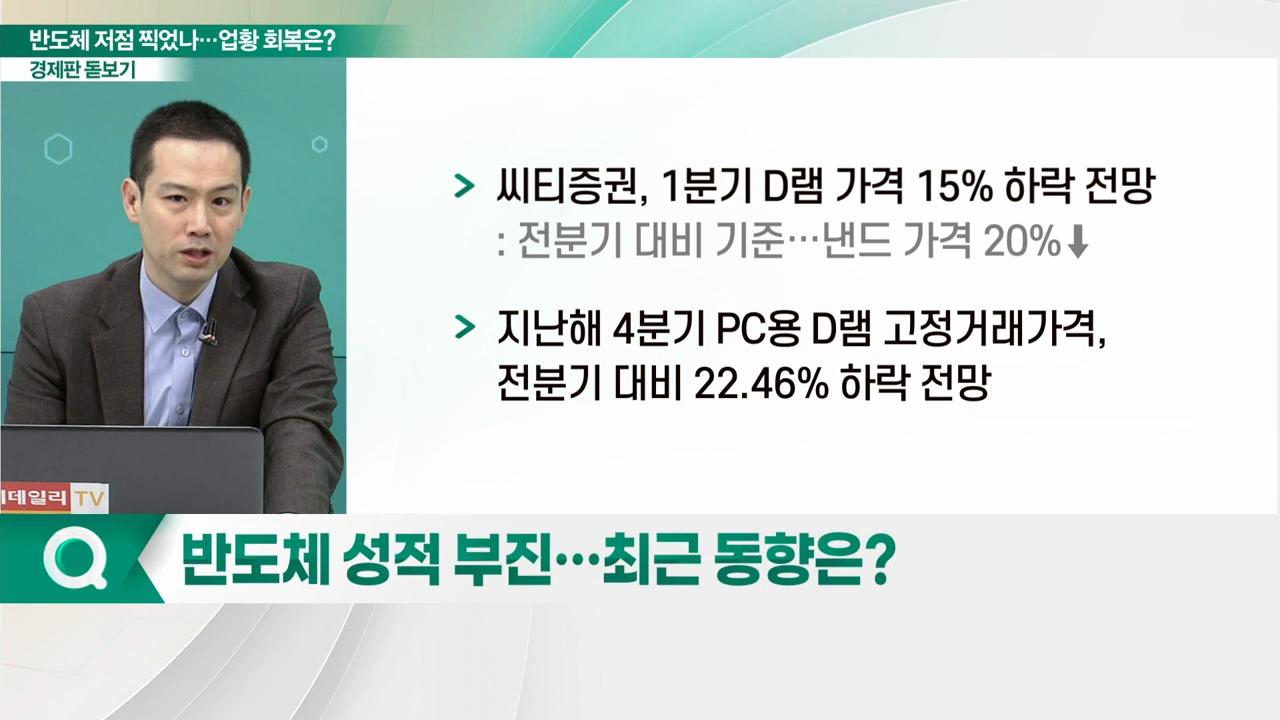 반도체 저점 찍었나…업황 회복은?
경제판 돋보기
씨티증권, 1분기 D램 가격 15% 하락 전망
: 전분기 대비 기준…낸드 가격 20%⬇
지난해 4분기 PC용 D램 고정거래가격,
전분기 대비 22.46% 하락 전망
데일리 TV
Q 반도체 성적 부진…최근 동향은?